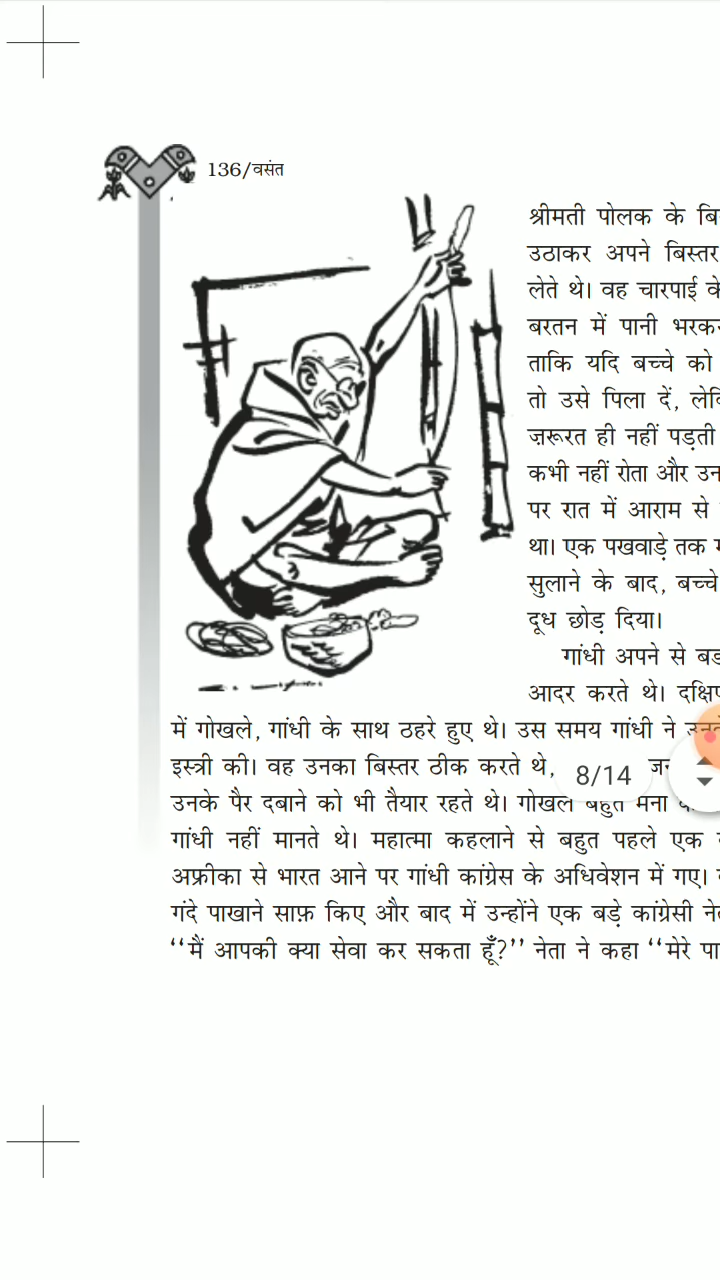 136/वसंत
श्रीमती पोलक के
उठाकर अपने बिस्तर
लेते थे। वह चारपाई के
बरतन में पानी भरकर
ताकि यदि बच्चे को
तो उसे पिला दें,
ज़रूरत ही नहीं पड़ती
कभी नहीं रोता और
पर रात में आराम से
था। एक पखवाड़े तक
सुलाने के बाद, बच्चे
दूध छोड़ दिया।
गांधी अपने से
आदर करते थे।
में गोखले, गांधी के साथ ठहरे हुए थे। उस समय गांधी ने
इस्त्री की। वह उनका बिस्तर ठीक करते थे,
8/14
उनके पैर दबाने को भी तैयार रहते थे। गोखले बहुत मना
गांधी नहीं मानते थे। महात्मा कहलाने से बहुत पहले एक
अफ्रीका से भारत आने पर गांधी कांग्रेस के अधिवेशन में गए।
गंदे पाखाने साफ़ किए और बाद में उन्होंने एक बड़े कांग्रेसी
‘‘मैं आपकी क्या सेवा कर सकता हूँ?’’ नेता ने कहा ‘‘मेरे